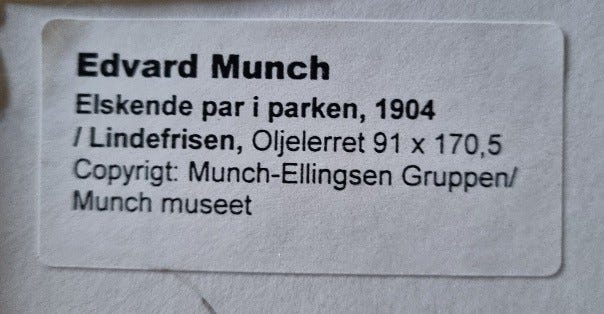 Edvard Munch
Elskende par i parken, 1904
/ Lindefrisen, Oljelerret 91 x 170,5
Copyrigt: Munch-Ellingsen Gruppen/
Munch museet